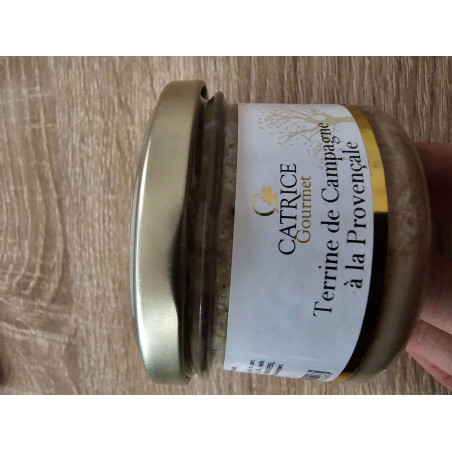 CATRICE
Gourmet
Terrine de Campagne
à la Provençale